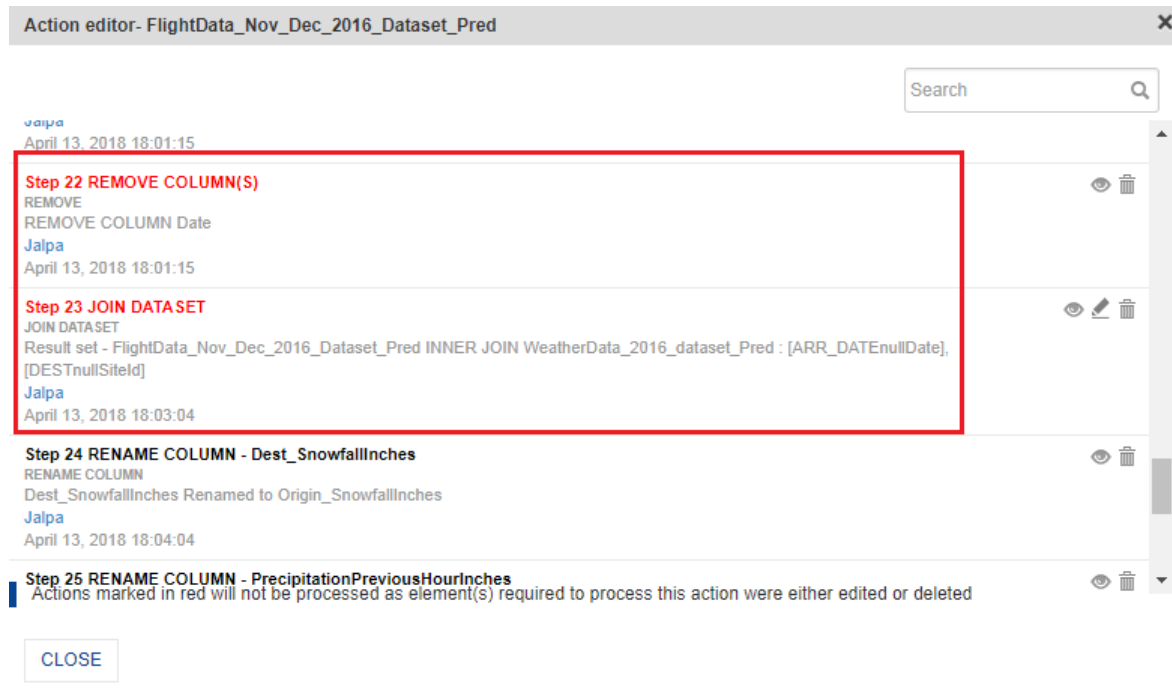 Action editor- FlightData_Nov_Dec_2016_Dataset_Pred
Search
Jalpa
April 13, 2018 18:01:15
Step 22 REMOVE COLUMN(S)
REMOVE
REMOVE COLUMN Date
Jalpa
April 13, 2018 18:01:15
Step 23 JOIN DATASET
JOIN DATASET
Result set - FlightData_Nov_Dec_2016_Dataset_Pred INNER JOIN WeatherData_2016_dataset_Pred : [ARR_DATEnullDate],
[DESTnullSiteId]
Jalpa
April 13, 2018 18:03:04
Step 24 RENAME COLUMN - Dest_SnowfallInches
RENAME COLUMN
Dest_SnowfallInches Renamed to Origin_SnowfallInches
Jalpa
April 13, 2018 18:04:04
Step 25 RENAME COLUMN - PrecipitationPreviousHourInches
Actions marked in red will not be processed as element(s) required to process this action were either edited or deleted
CLOSE